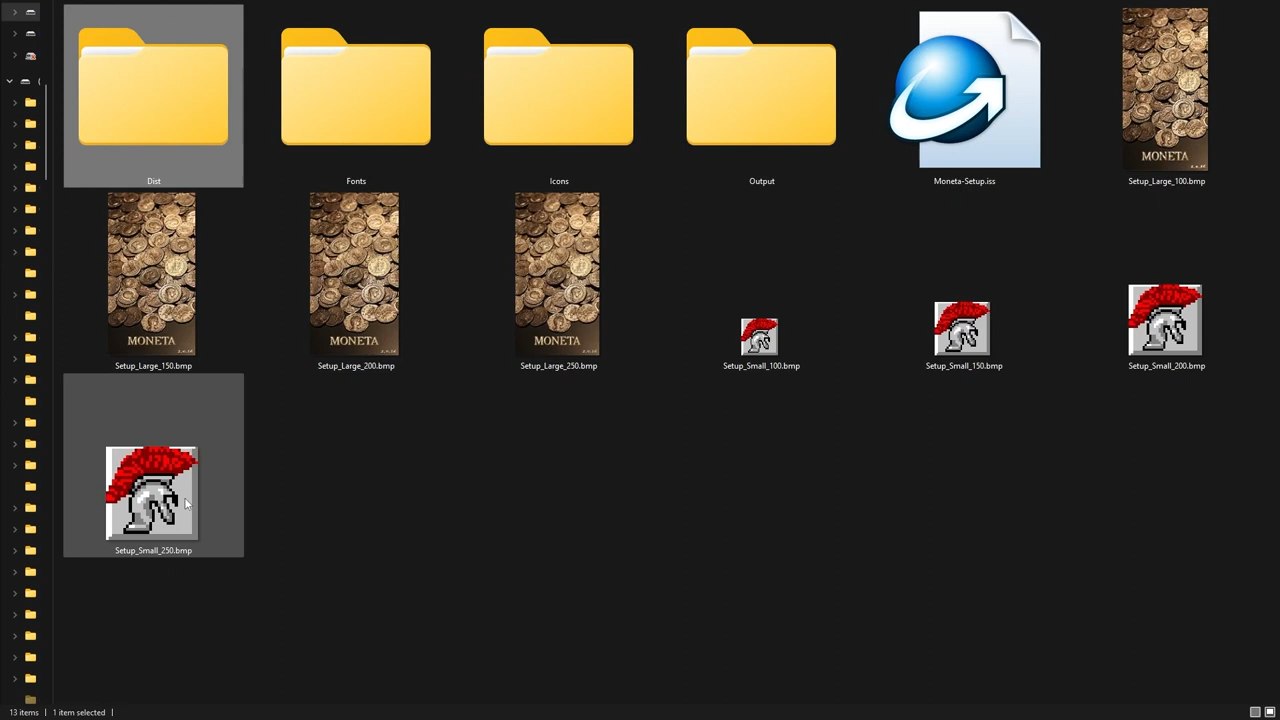 Dist
Fonts
Icons
Output
Moneta-Setup.iss
MONETA
Setup_Large_100.bmp
MONETA
Setup_Large_150.bmp
MONETA
Setup_Large_200.bmp
MONETA
Setup_Large_250.bmp
Setup_Small_100.bmp
Setup_Small_150.bmp
Setup_Small_200.bmp
Setup_Small_250.bmp
13 items
1 item selected